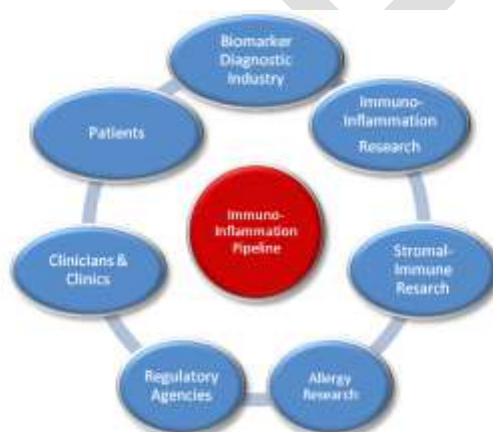 Biomarker
Diagnostic
Industry
Immuno-
Inflammation
Research
Patients
Immuno-
Inflammation
Pipeline
Clinicians &
Clinics
Stromal-
Immune
Resarch
Regulatory
Agencies
Allergy
Research